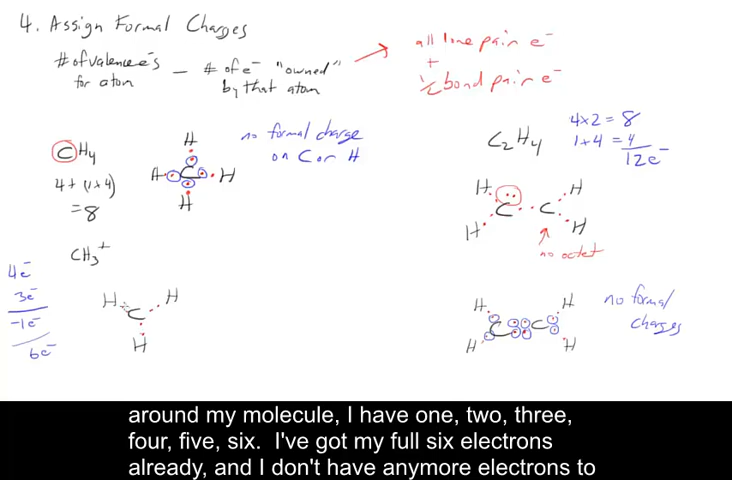 4. Assign Formal Charges
# of valence e⁻s
for atom
— # of e⁻ "owned"
by that atom
all lone pair e⁻
+
½ bond pair e⁻
CH₄
4 + (1×4)
= 8
H
H C H
H
no formal charge
on C or H
C₂H₄
4×2 = 8
1×4 = 4
12e⁻
H H
C C
H H
no octet
CH₃⁺
4e⁻
3e⁻
-1e⁻
6e⁻
H H
C
H
H H
C C
H H
no formal
charges
around my molecule, I have one, two, three,
four, five, six. I've got my full six electrons
already, and I don't have anymore electrons to